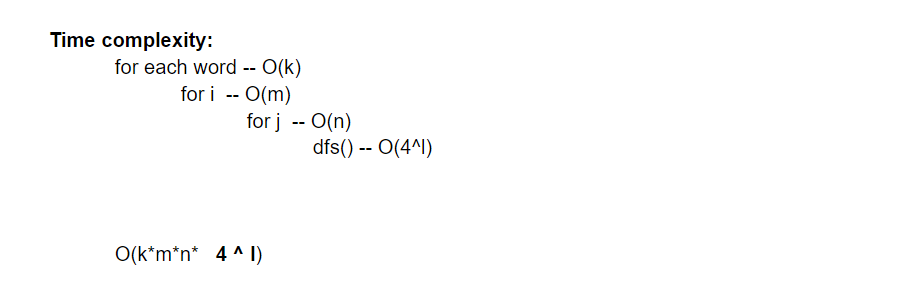 Time complexity:
for each word -- O(k)
for i -- O(m)
for j -- O(n)
dfs() -- O(4^l)
O(k*m*n* 4 ^ l)